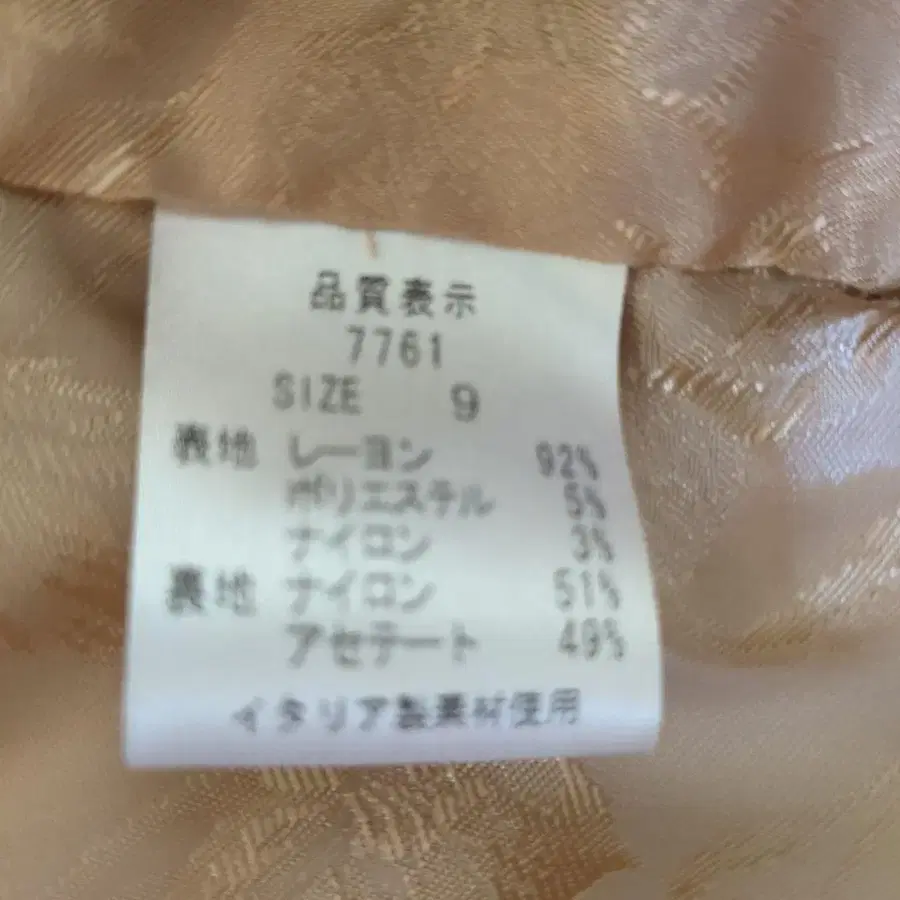 品質表示
7761
SIZE 9
表地 レーヨン 92%
ポリエステル 5%
ナイロン 3%
裏地 ナイロン 51%
アセテート 49%
イタリア製素材使用